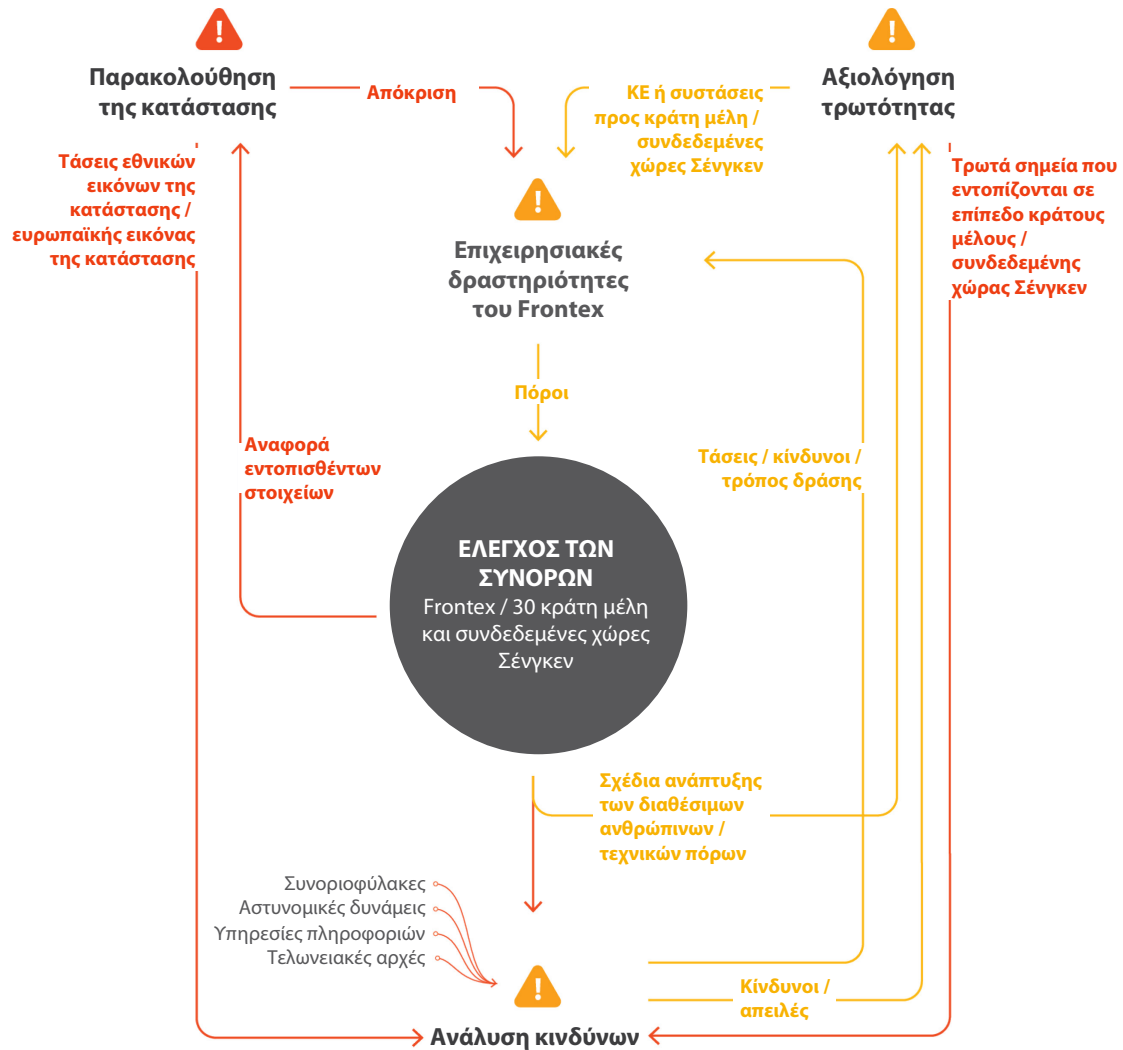 Παρακολούθηση
της κατάστασης
Απόκριση
ΚΕ ή συστάσεις
προς κράτη μέλη /
συνδεδεμένες
χώρες Σένγκεν
Αξιολόγηση
τρωτότητας
Τάσεις εθνικών
εικόνων της
κατάστασης /
ευρωπαϊκής εικόνας
της κατάστασης
Τρωτά σημεία που
εντοπίζονται σε
επίπεδο κράτους
μέλους /
συνδεδεμένης
χώρας Σένγκεν
Επιχειρησιακές
δραστηριότητες
του Frontex
Πόροι
Αναφορά
εντοπισθέντων
στοιχείων
Τάσεις / κίνδυνοι /
τρόπος δράσης
ΕΛΕΓΧΟΣ ΤΩΝ
ΣΥΝΟΡΩΝ
Frontex / 30 κράτη μέλη
και συνδεδεμένες χώρες
Σένγκεν
Σχέδια ανάπτυξης
των διαθέσιμων
ανθρώπινων /
τεχνικών πόρων
Συνοριοφύλακες
Αστυνομικές δυνάμεις
Υπηρεσίες πληροφοριών
Τελωνειακές αρχές
Κίνδυνοι /
απειλές
Ανάλυση κινδύνων